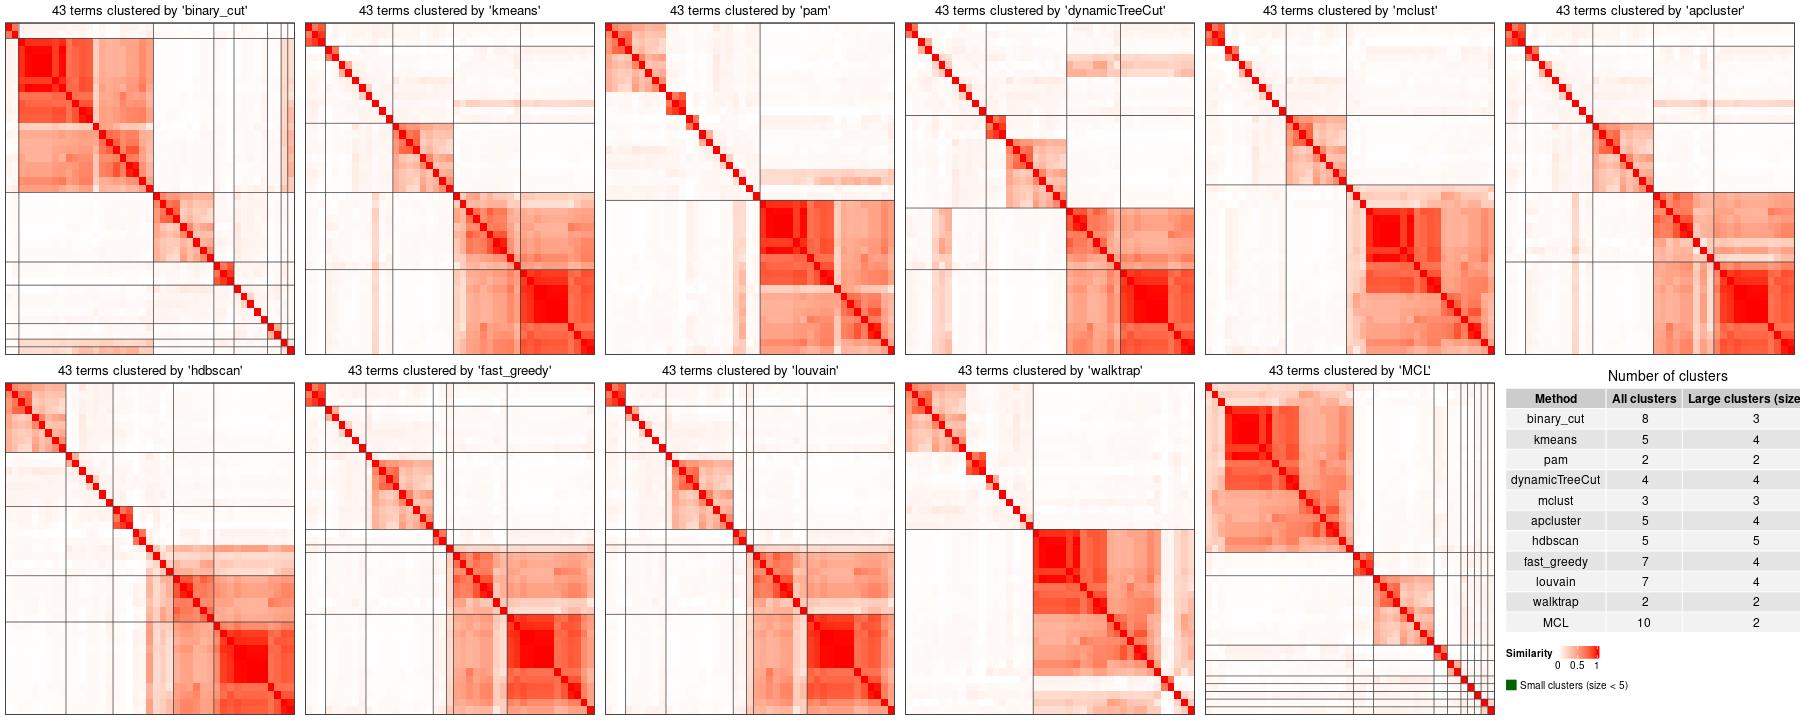 43 terms clustered by 'binary_cut'
43 terms clustered by 'kmeans'
43 terms clustered by 'pam'
43 terms clustered by 'dynamicTreeCut'
43 terms clustered by 'mclust'
43 terms clustered by 'apcluster'
43 terms clustered by 'hdbscan'
43 terms clustered by 'fast_greedy'
43 terms clustered by 'louvain'
43 terms clustered by 'walktrap'
43 terms clustered by 'MCL'
Number of clusters
Method All clusters Large clusters (size
binary_cut 8 3
kmeans 5 4
pam 2 2
dynamicTreeCut 4 4
mclust 3 3
apcluster 5 4
hdbscan 5 5
fast_greedy 7 4
louvain 7 4
walktrap 2 2
MCL 10 2
Similarity
0 0.5 1
Small clusters (size < 5)